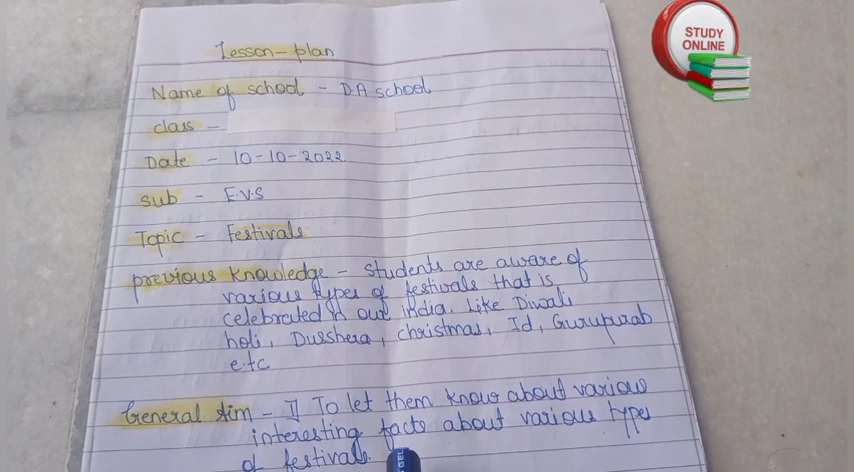 STUDY
ONLINE
Lesson-plan
Name of school - D.A school
class -
Date - 10-10-2022
Sub - E.V.S
Topic - Festivals
previous knowledge - students are aware of
various types of festivals that is
celebrated in our india. Like Diwali
holi, Dusshera, christmas, Id, Gurupurab
e.t.c
General Aim - 1] To let them know about various
interesting facts about various types
of festivals.
GEL